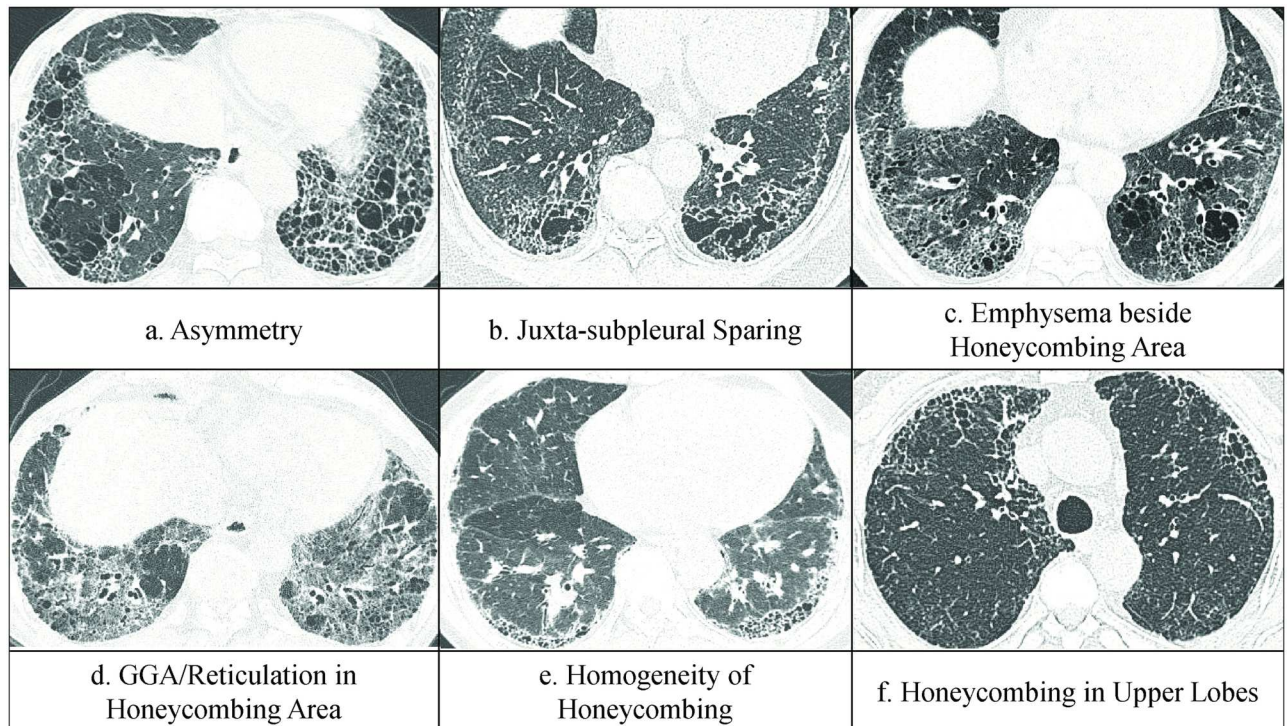 a. Asymmetry
b. Juxta-subpleural Sparing
c. Emphysema beside
Honeycombing Area
d. GGA/Reticulation in
Honeycombing Area
e. Homogeneity of
Honeycombing
f. Honeycombing in Upper Lobes